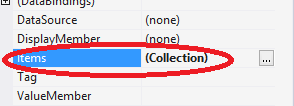 (DataBindings)
DataSource (none)
DisplayMember (none)
Items (Collection) ...
Tag
ValueMember